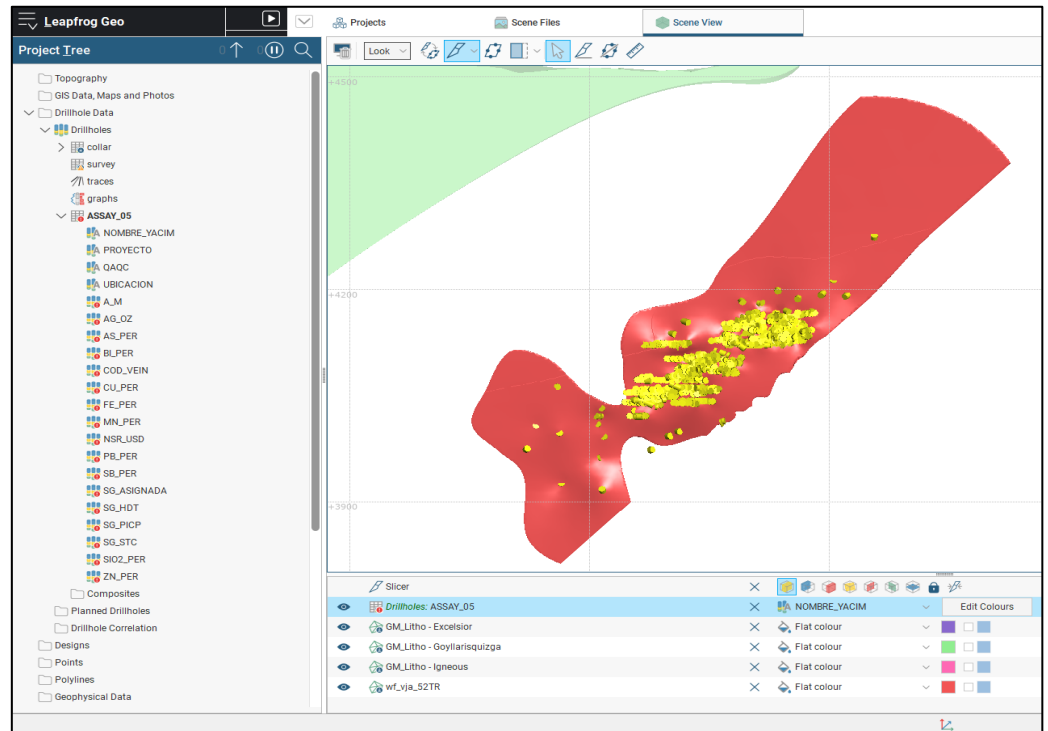 Leapfrog Geo
Projects
Scene Files
Scene View
Project Tree
0
0
Look
Topography
GIS Data, Maps and Photos
Drillhole Data
Drillholes
collar
survey
traces
graphs
ASSAY_05
NOMBRE_YACIM
PROYECTO
QAQC
UBICACION
A_M
AG_OZ
AS_PER
BI_PER
COD_VEIN
CU_PER
FE_PER
MN_PER
NSR_USD
PB_PER
SB_PER
SG_ASIGNADA
SG_HDT
SG_PICP
SG_STC
SIO2_PER
ZN_PER
Composites
Planned Drillholes
Drillhole Correlation
Designs
Points
Polylines
Geophysical Data
+4500
+4200
+3900
Slicer
Drillholes: ASSAY_05 NOMBRE_YACIM Edit Colours
GM_Litho - Excelsior Flat colour
GM_Litho - Goyllarisquizga Flat colour
GM_Litho - Igneous Flat colour
wf_vja_52TR Flat colour